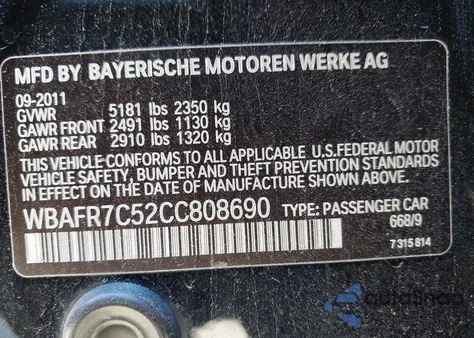 MFD BY BAYERISCHE MOTOREN WERKE AG
09-2011
GVWR 5181 lbs 2350 kg
GAWR FRONT 2491 lbs 1130 kg
GAWR REAR 2910 lbs 1320 kg
THIS VEHICLE CONFORMS TO ALL APPLICABLE U.S.FEDERAL MOTOR
VEHICLE SAFETY, BUMPER AND THEFT PREVENTION STANDARDS
IN EFFECT ON THE DATE OF MANUFACTURE SHOWN ABOVE.
WBAFR7C52CC808690 TYPE: PASSENGER CAR
668/9
7315814